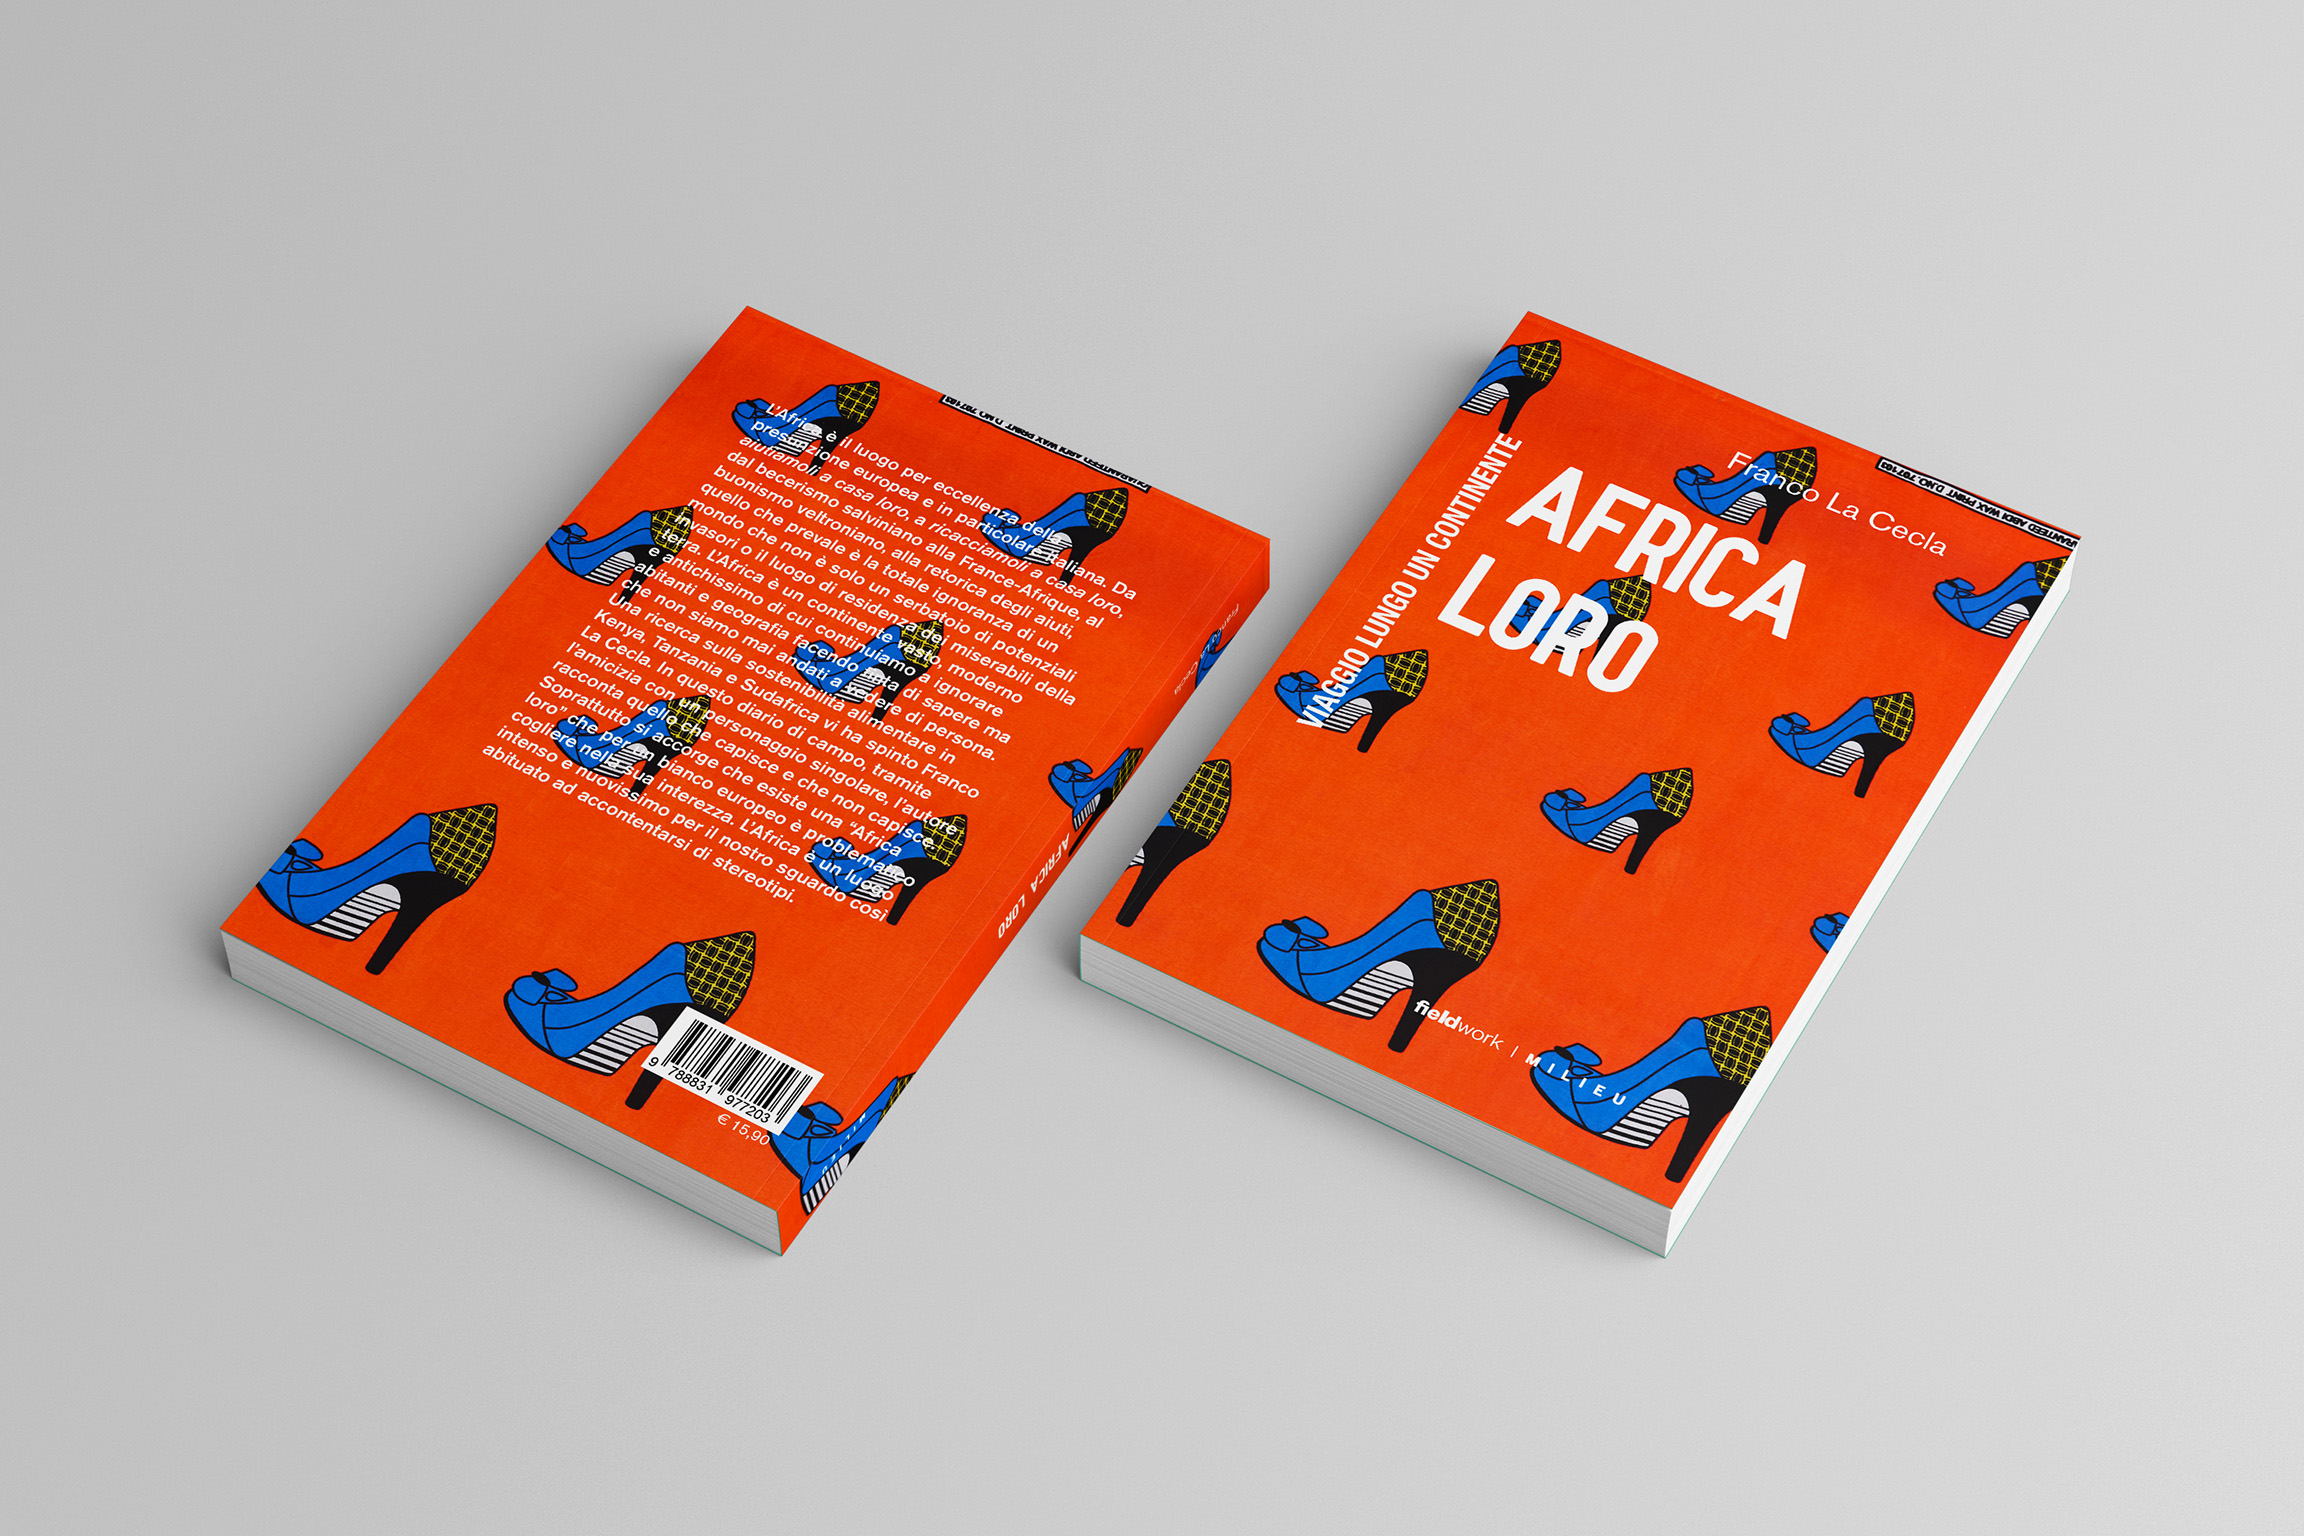 L'Africa è il luogo per eccellenza della
presunzione europea e in particolare italiana. Da
aiutiamoli a casa loro, a ricacciamoli a casa loro,
dal becerismo salviniano alla France-Afrique, al
buonismo veltroniano, alla retorica degli aiuti,
quello che prevale è la totale ignoranza di un
mondo che non è solo un serbatoio di potenziali
invasori o il luogo di residenza dei miserabili della
terra. L'Africa è un continente vasto, moderno
e antichissimo di cui continuiamo a ignorare
abitanti e geografia facendo finta di sapere ma
che non siamo mai andati a vedere di persona.
Una ricerca sulla sostenibilità alimentare in
Kenya, Tanzania e Sudafrica vi ha spinto Franco
La Cecla. In questo diario di campo, tramite
l'amicizia con un personaggio singolare, l'autore
racconta quello che capisce e che non capisce.
Soprattutto si accorge che esiste una “Africa
loro” che per un bianco europeo è problematico
cogliere nella sua interezza. L'Africa è un luogo
intenso e nuovissimo per il nostro sguardo così
abituato ad accontentarsi di stereotipi.
9 788831 977203
€ 15,90
Franco La Cecla
AFRICA LORO
MILIEU
WAX PRINT D.NO. 787103
Franco La Cecla
AFRICA
LORO
VIAGGIO LUNGO UN CONTINENTE
fieldwork | MILIEU